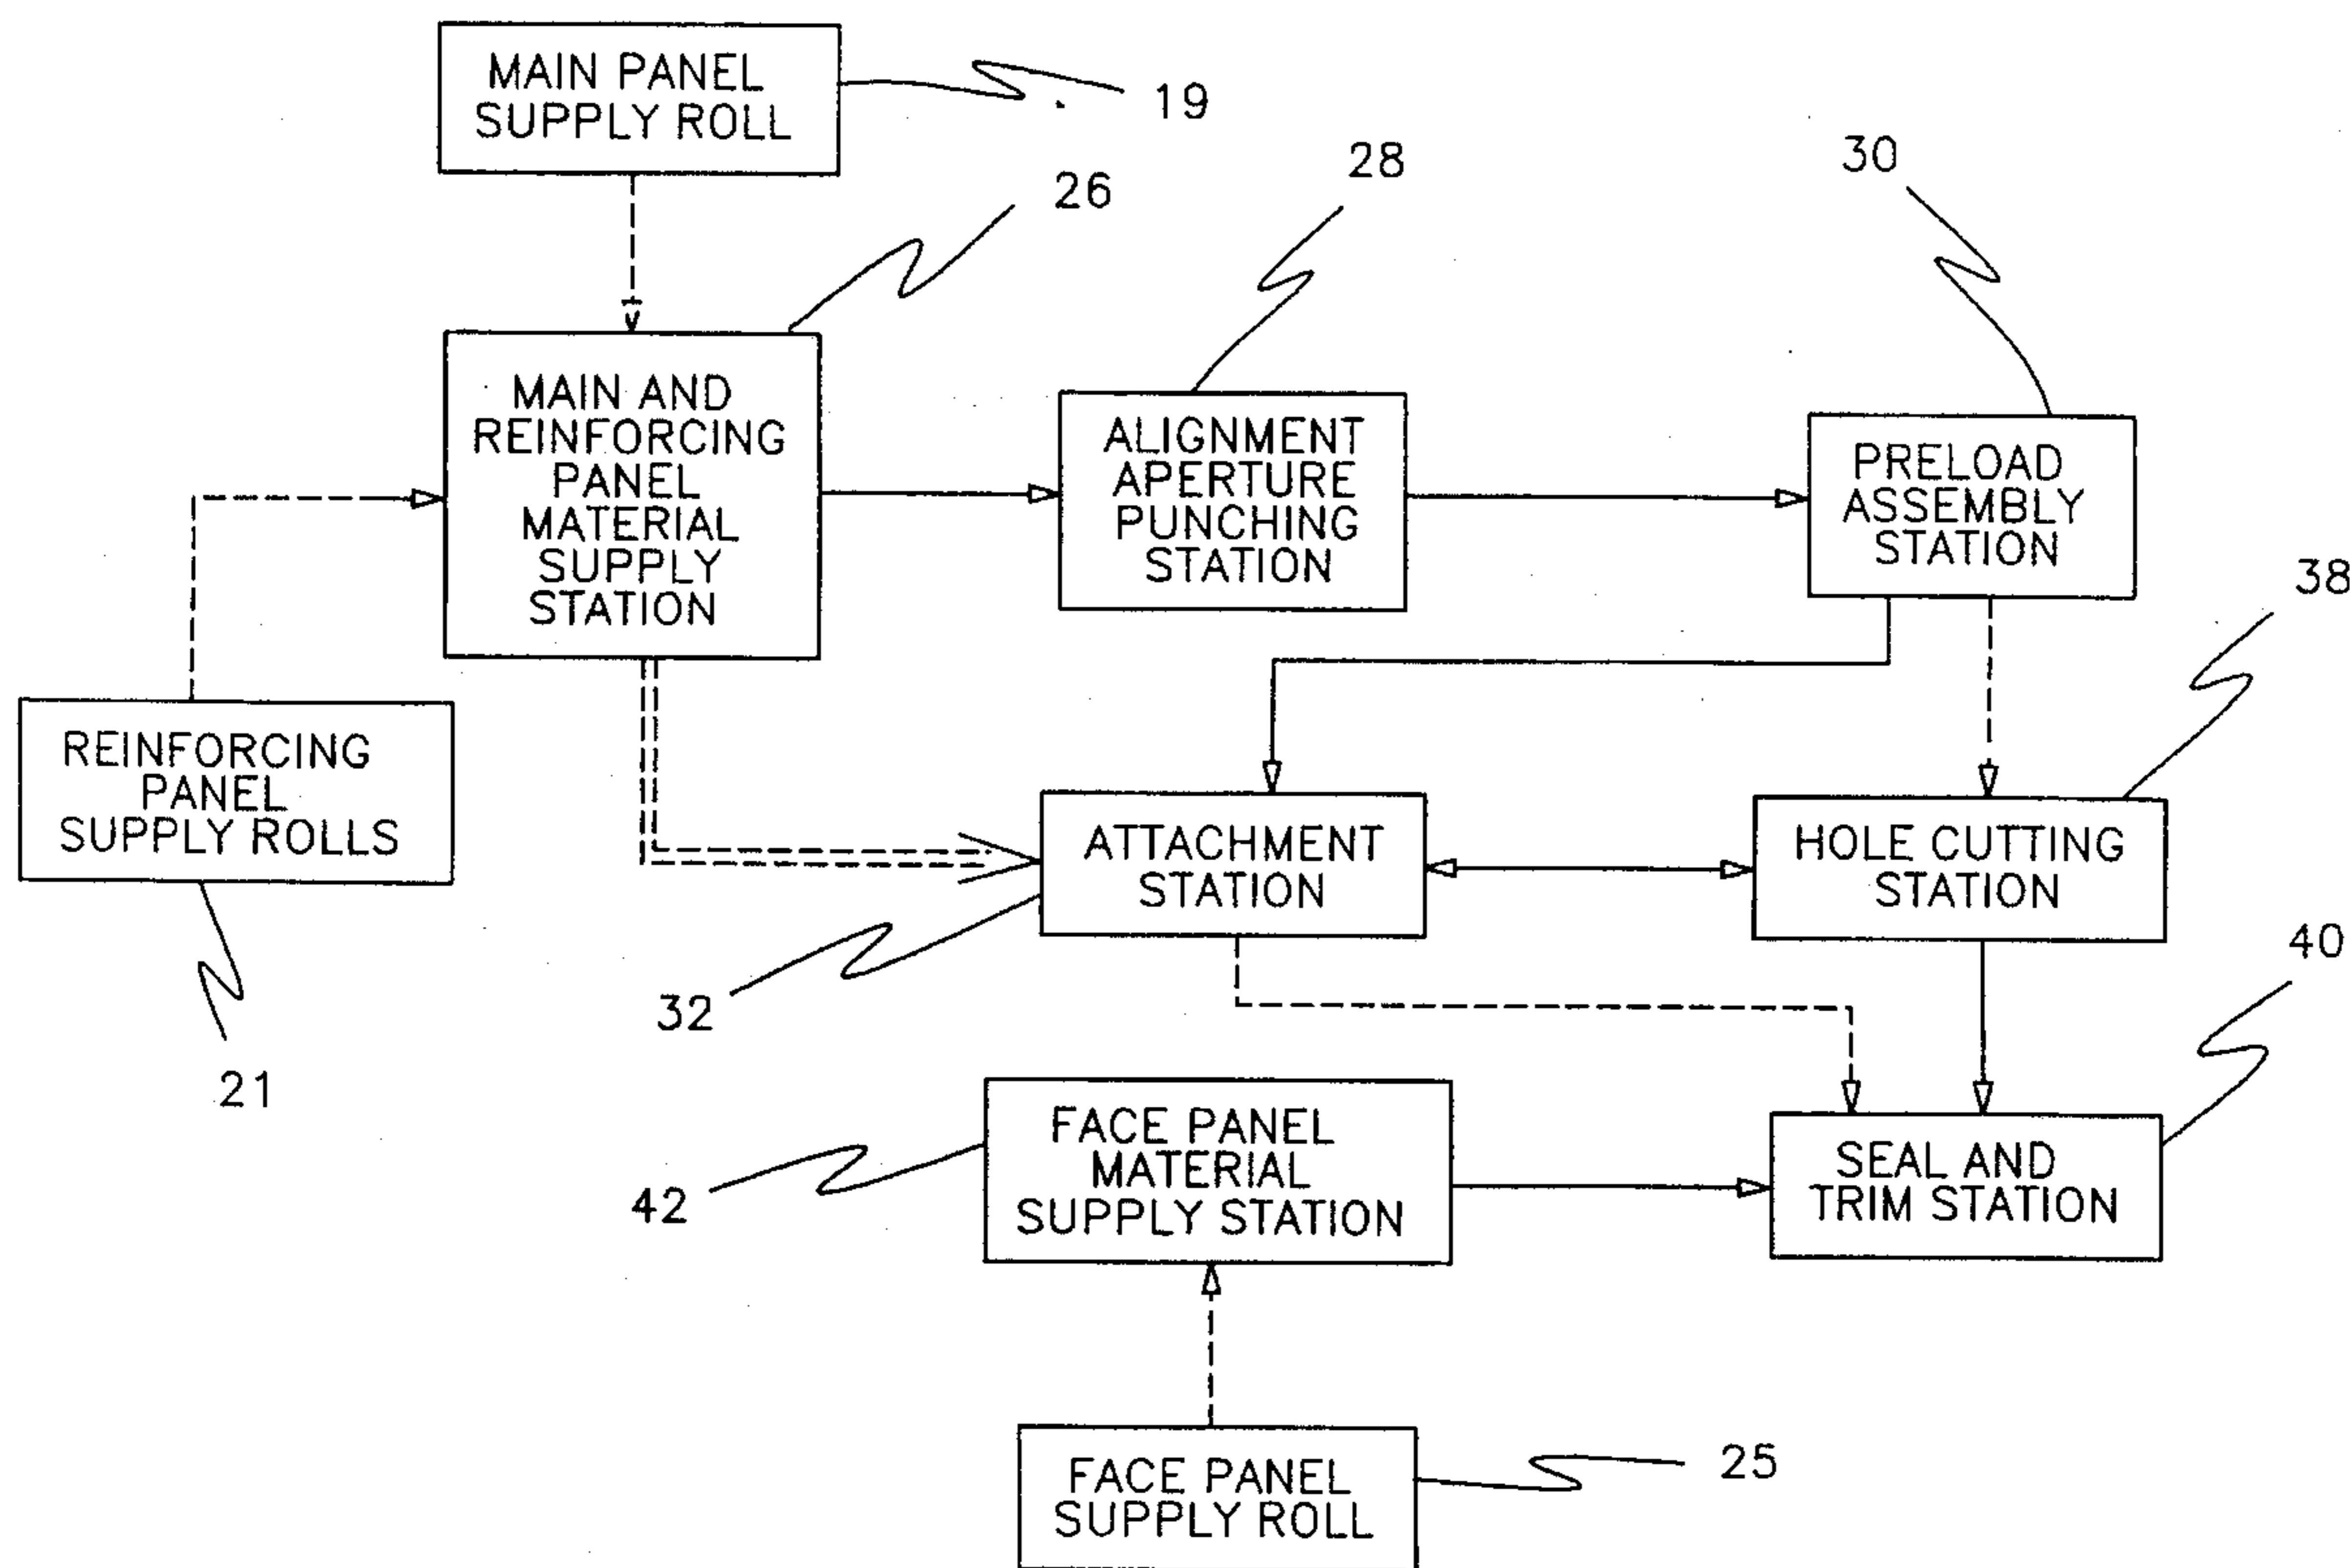 MAIN PANEL
SUPPLY ROLL
19
26
28
30
MAIN AND
REINFORCING
PANEL
MATERIAL
SUPPLY
STATION
ALIGNMENT
APERTURE
PUNCHING
STATION
PRELOAD
ASSEMBLY
STATION
38
REINFORCING
PANEL
SUPPLY ROLLS
21
ATTACHMENT
STATION
32
HOLE CUTTING
STATION
40
FACE PANEL
MATERIAL
SUPPLY STATION
42
SEAL AND
TRIM STATION
FACE PANEL
SUPPLY ROLL
25